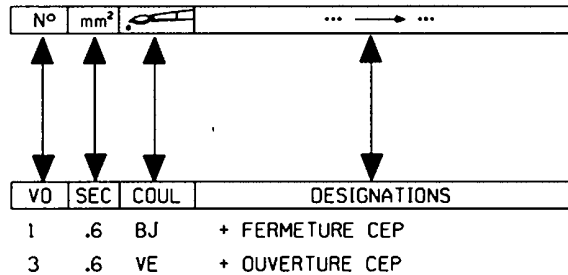 N° mm² ... → ...
VO SEC COUL DESIGNATIONS
1 .6 BJ + FERMETURE CEP
3 .6 VE + OUVERTURE CEP